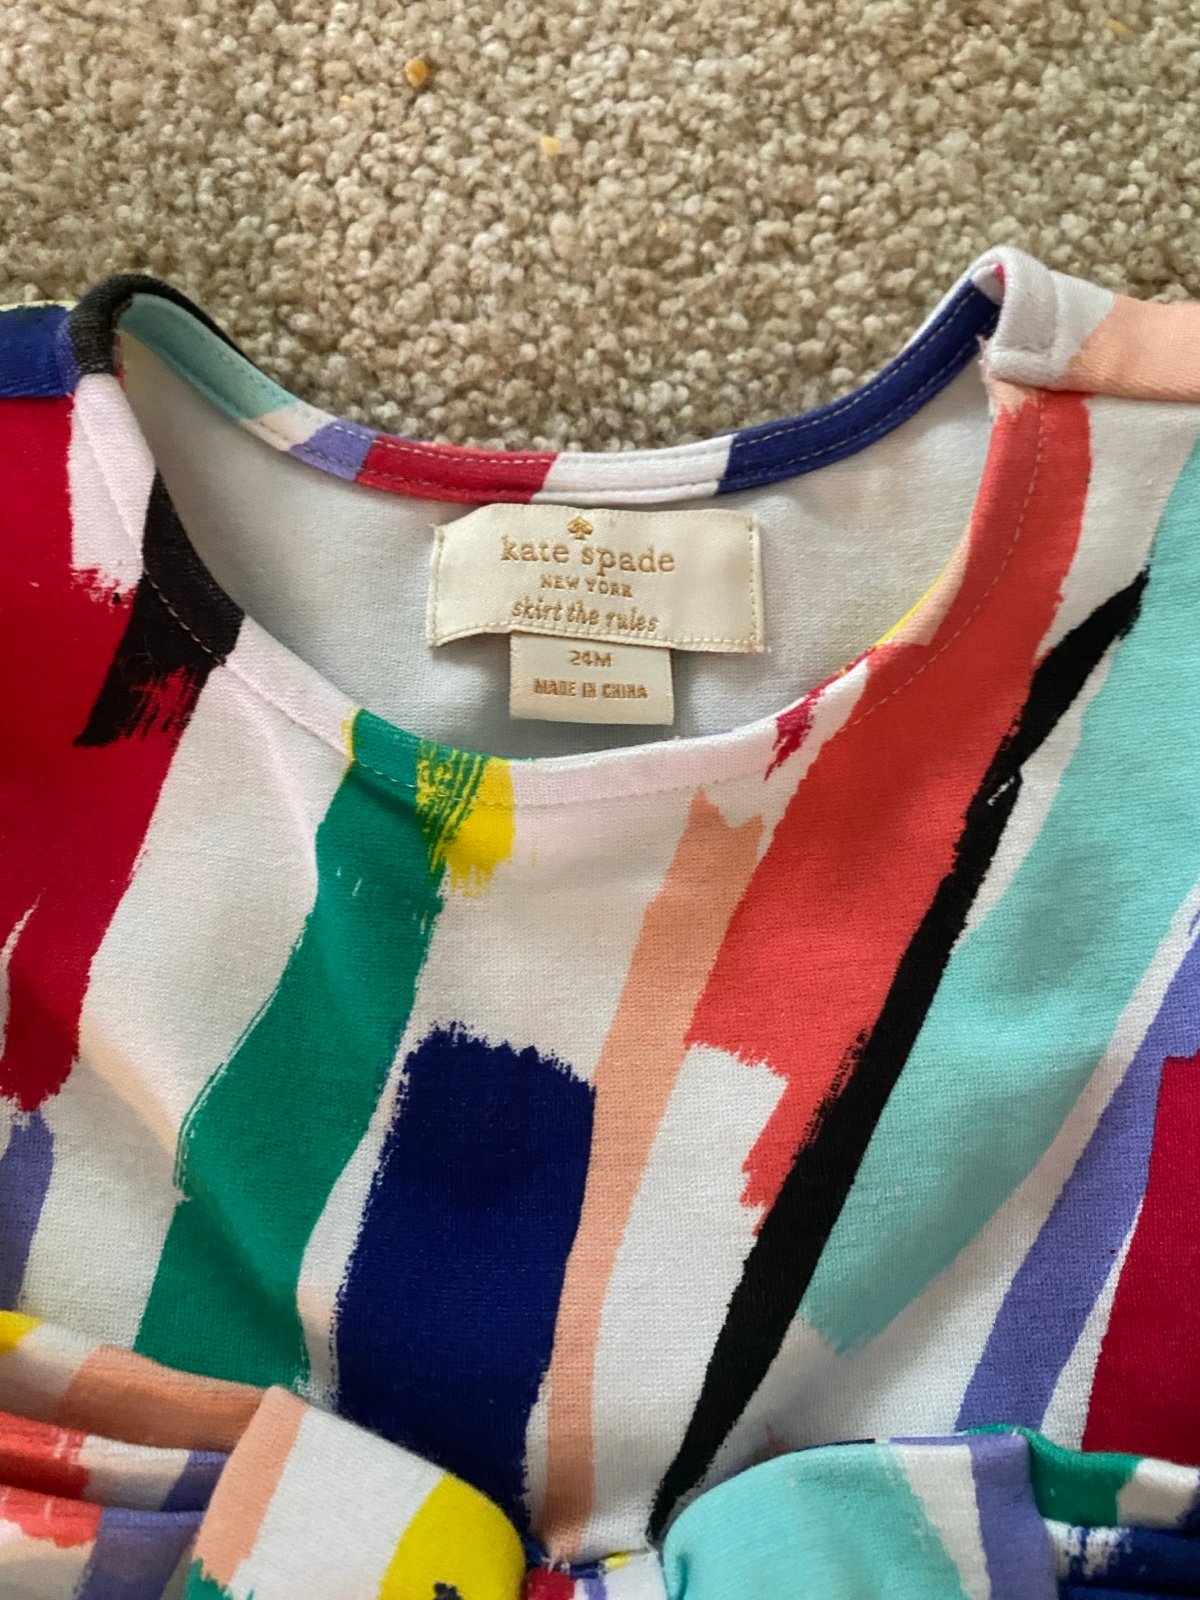 kate spade
NEW YORK
skirt the rules
24M
MADE IN CHINA